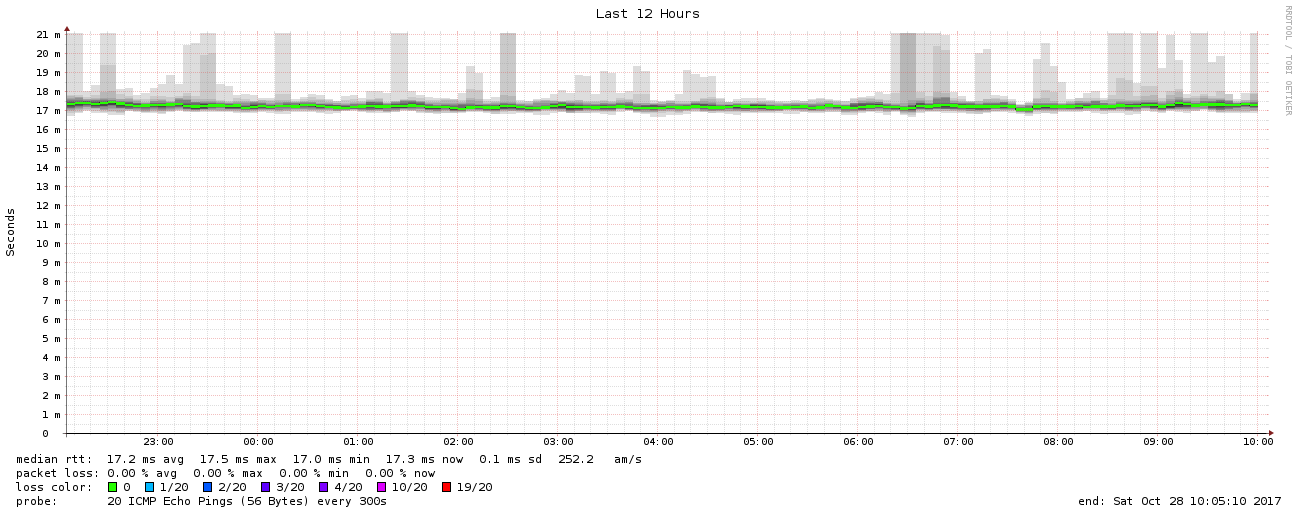 Last 12 Hours
RRDTOOL / TOBI OETIKER
Seconds
21 m
20 m
19 m
18 m
17 m
16 m
15 m
14 m
13 m
12 m
11 m
10 m
9 m
8 m
7 m
6 m
5 m
4 m
3 m
2 m
1 m
0
23:00 00:00 01:00 02:00 03:00 04:00 05:00 06:00 07:00 08:00 09:00 10:00
median rtt: 17.2 ms avg 17.5 ms max 17.0 ms min 17.3 ms now 0.1 ms sd 252.2 am/s
packet loss: 0.00 % avg 0.00 % max 0.00 % min 0.00 % now
loss color: 0 1/20 2/20 3/20 4/20 10/20 19/20
probe: 20 ICMP Echo Pings (56 Bytes) every 300s end: Sat Oct 28 10:05:10 2017